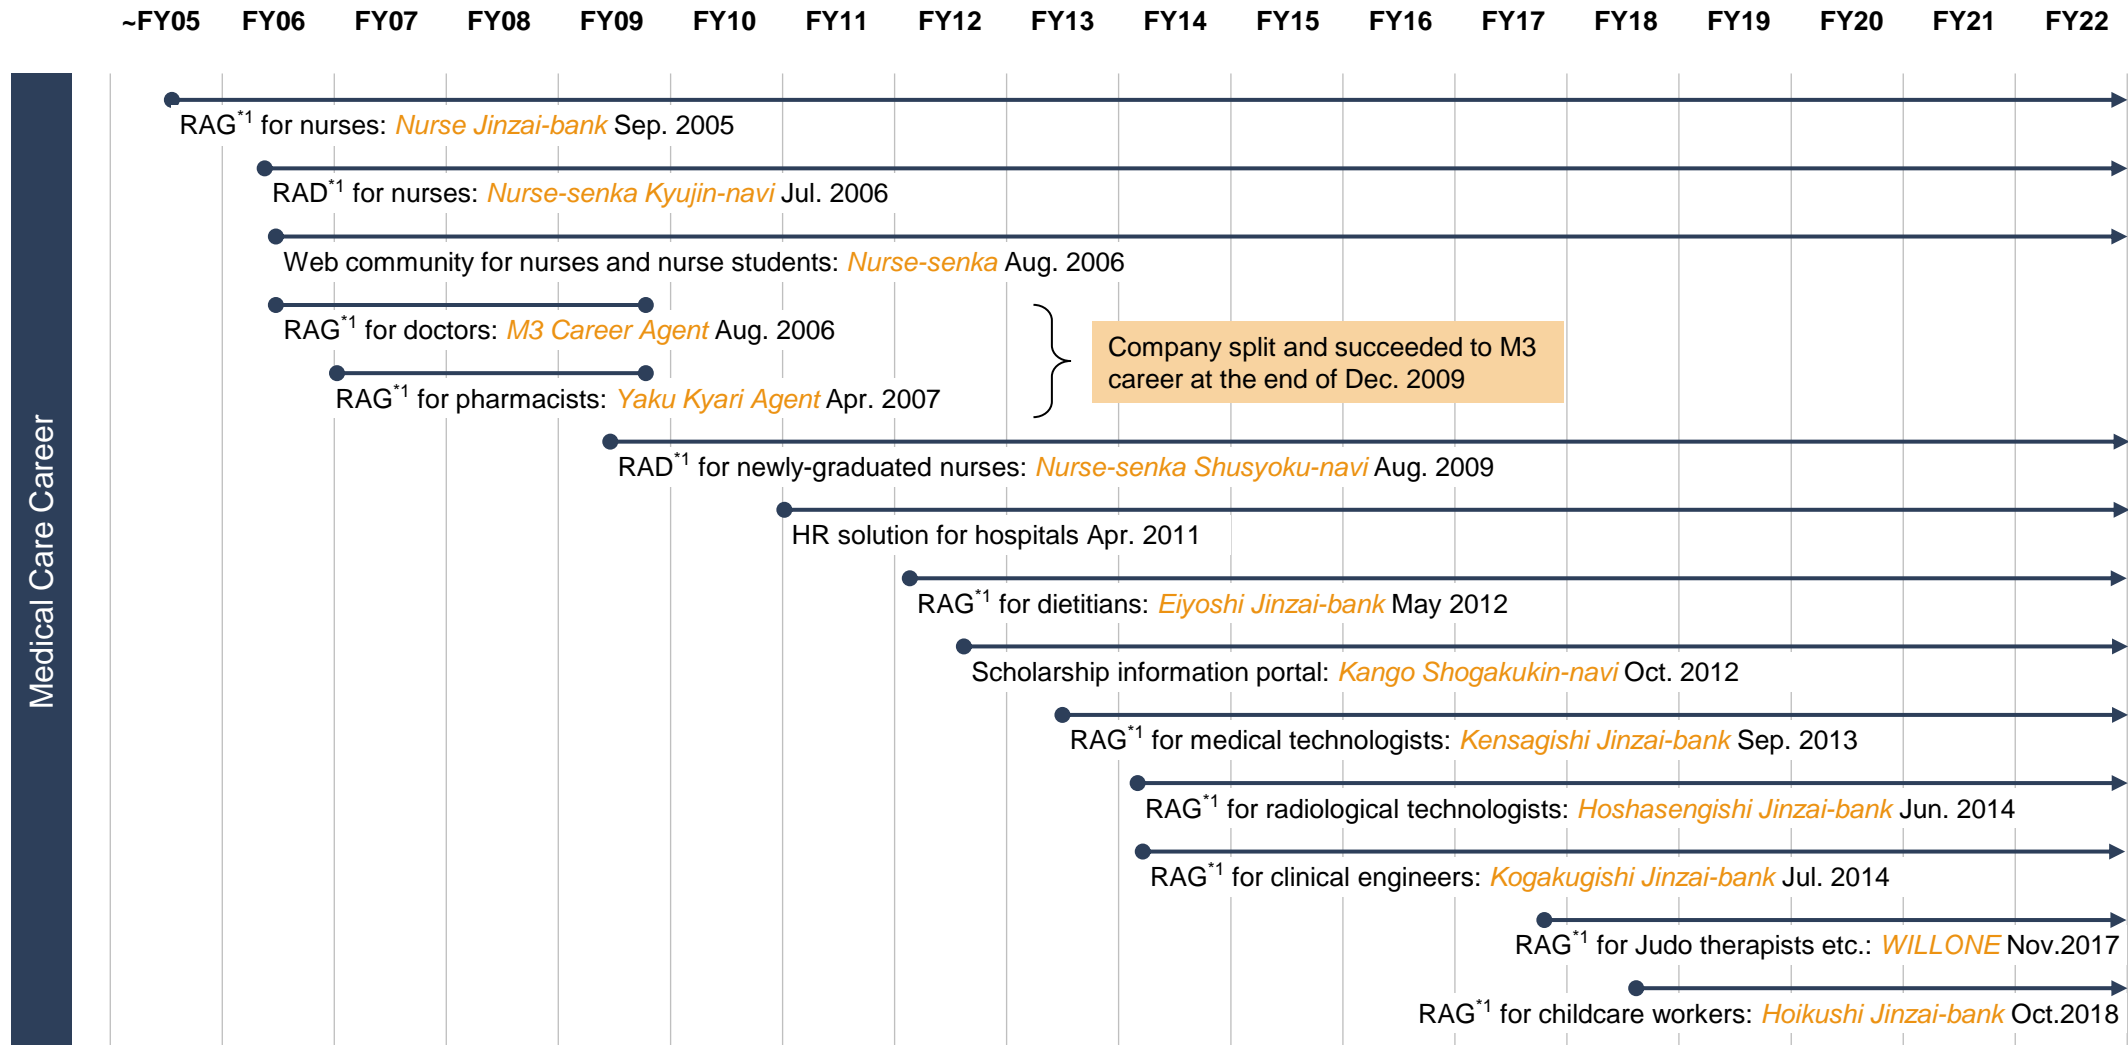 ~FY05 FY06 FY07 FY08 FY09 FY10 FY11 FY12 FY13 FY14 FY15 FY16 FY17 FY18 FY19 FY20 FY21 FY22
Medical Care Career
RAG*1 for nurses: Nurse Jinzai-bank Sep. 2005
RAD*1 for nurses: Nurse-senka Kyujin-navi Jul. 2006
Web community for nurses and nurse students: Nurse-senka Aug. 2006
RAG*1 for doctors: M3 Career Agent Aug. 2006
RAG*1 for pharmacists: Yaku Kyari Agent Apr. 2007
Company split and succeeded to M3
career at the end of Dec. 2009
RAD*1 for newly-graduated nurses: Nurse-senka Shusyoku-navi Aug. 2009
HR solution for hospitals Apr. 2011
RAG*1 for dietitians: Eiyoshi Jinzai-bank May 2012
Scholarship information portal: Kango Shogakukin-navi Oct. 2012
RAG*1 for medical technologists: Kensagishi Jinzai-bank Sep. 2013
RAG*1 for radiological technologists: Hoshasengishi Jinzai-bank Jun. 2014
RAG*1 for clinical engineers: Kogakugishi Jinzai-bank Jul. 2014
RAG*1 for Judo therapists etc.: WILLONE Nov.2017
RAG*1 for childcare workers: Hoikushi Jinzai-bank Oct.2018